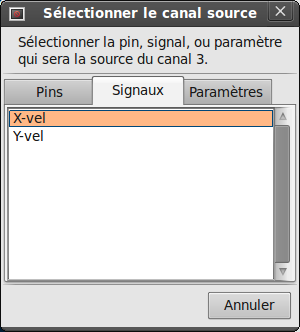 Sélectionner le canal source
Sélectionner la pin, signal, ou paramètre
qui sera la source du canal 3.
Pins Signaux Paramètres
X-vel
Y-vel
Annuler